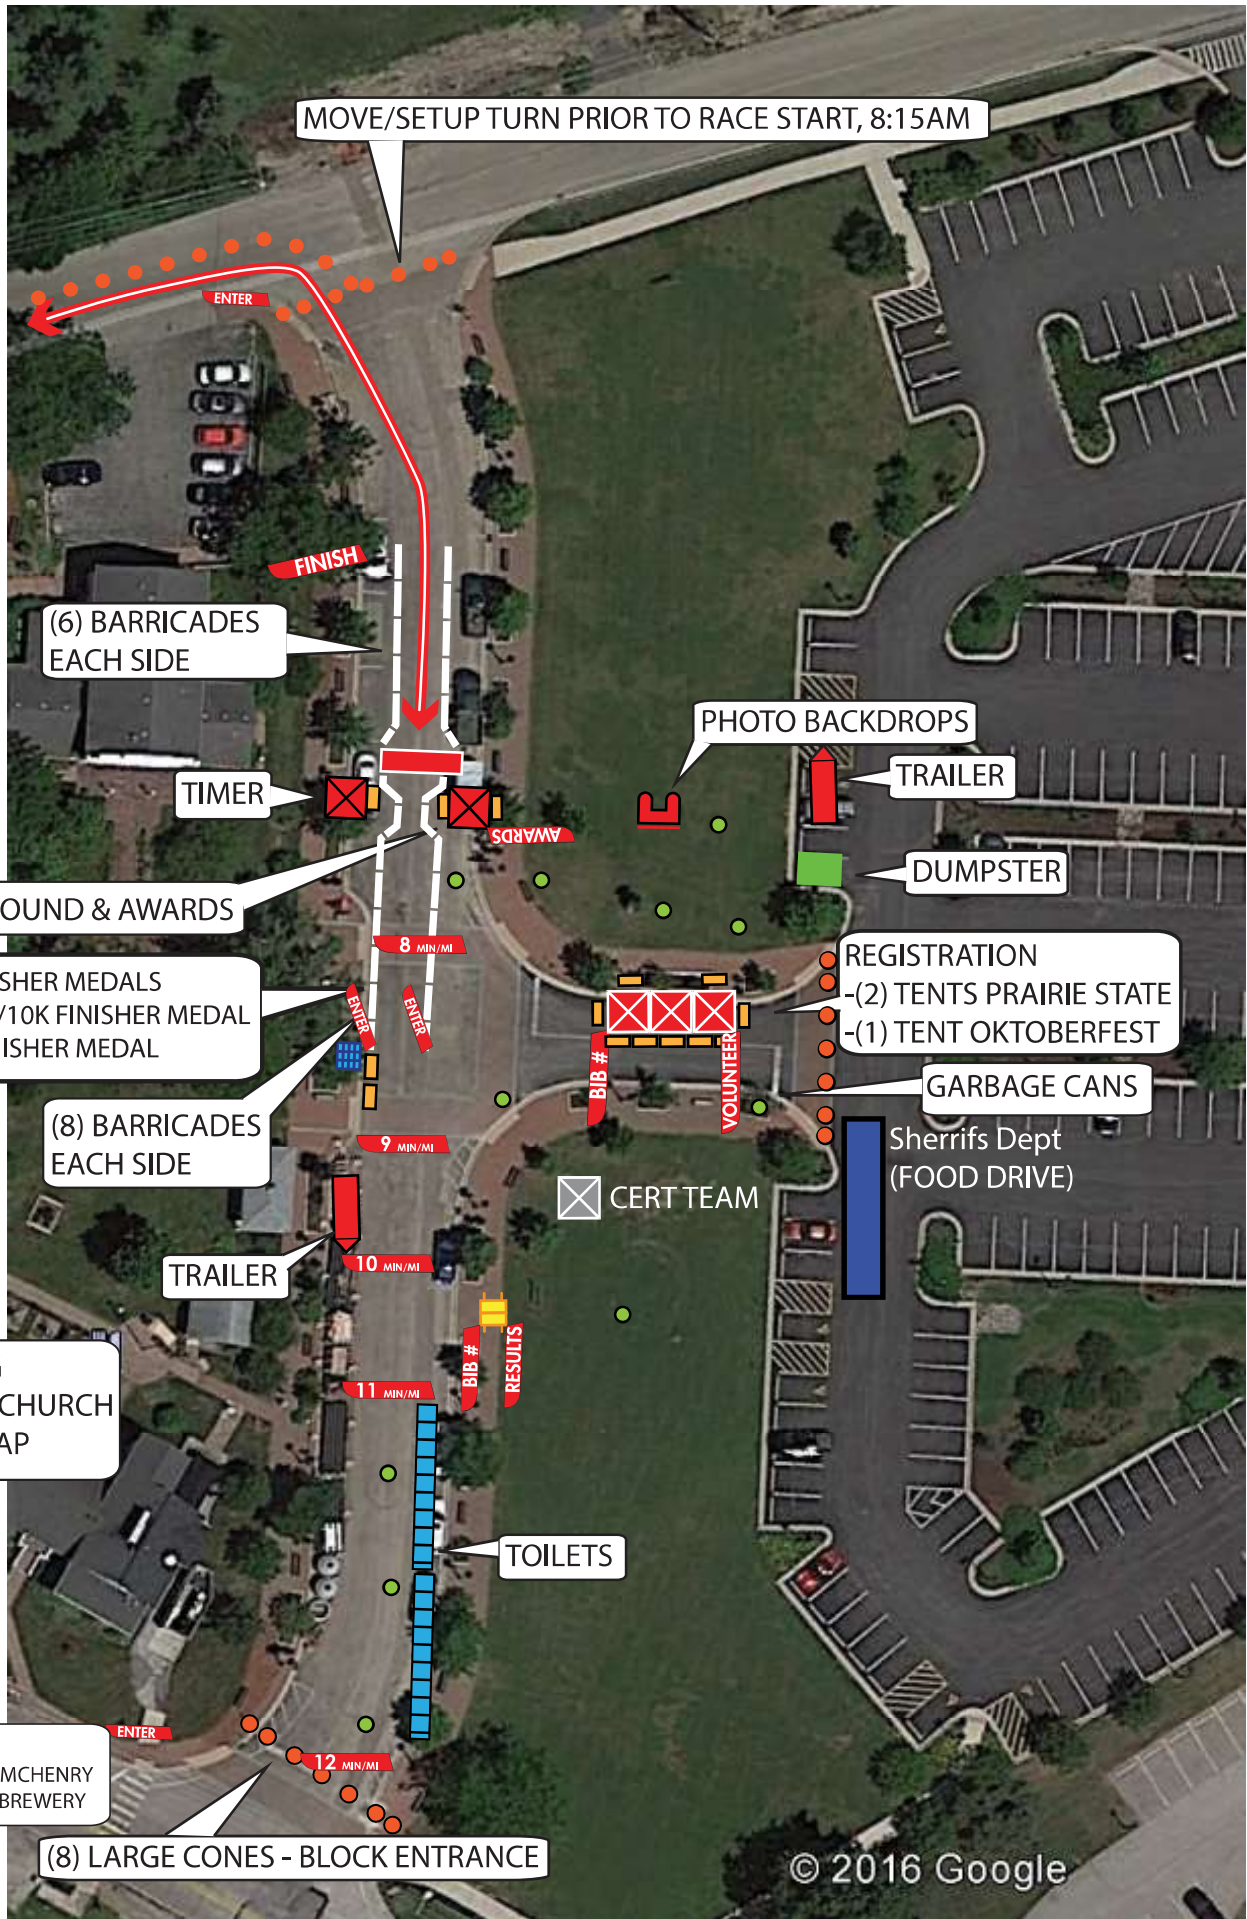 MOVE/SETUP TURN PRIOR TO RACE START, 8:15AM
ENTER
FINISH
(6) BARRICADES
EACH SIDE
PHOTO BACKDROPS
TRAILER
TIMER
AWARDS
DUMPSTER
OUND & AWARDS
8 MIN/MI
REGISTRATION
-(2) TENTS PRAIRIE STATE
-(1) TENT OKTOBERFEST
SHER MEDALS
/10K FINISHER MEDAL
ISHER MEDAL
ENTER
ENTER
BIB #
VOLUNTEER
GARBAGE CANS
(8) BARRICADES
EACH SIDE
9 MIN/MI
Sherrifs Dept
(FOOD DRIVE)
CERT TEAM
TRAILER
10 MIN/MI
BIB #
RESULTS
11 MIN/MI
CHURCH
AP
TOILETS
ENTER
12 MIN/MI
MCHENRY
BREWERY
(8) LARGE CONES - BLOCK ENTRANCE
© 2016 Google